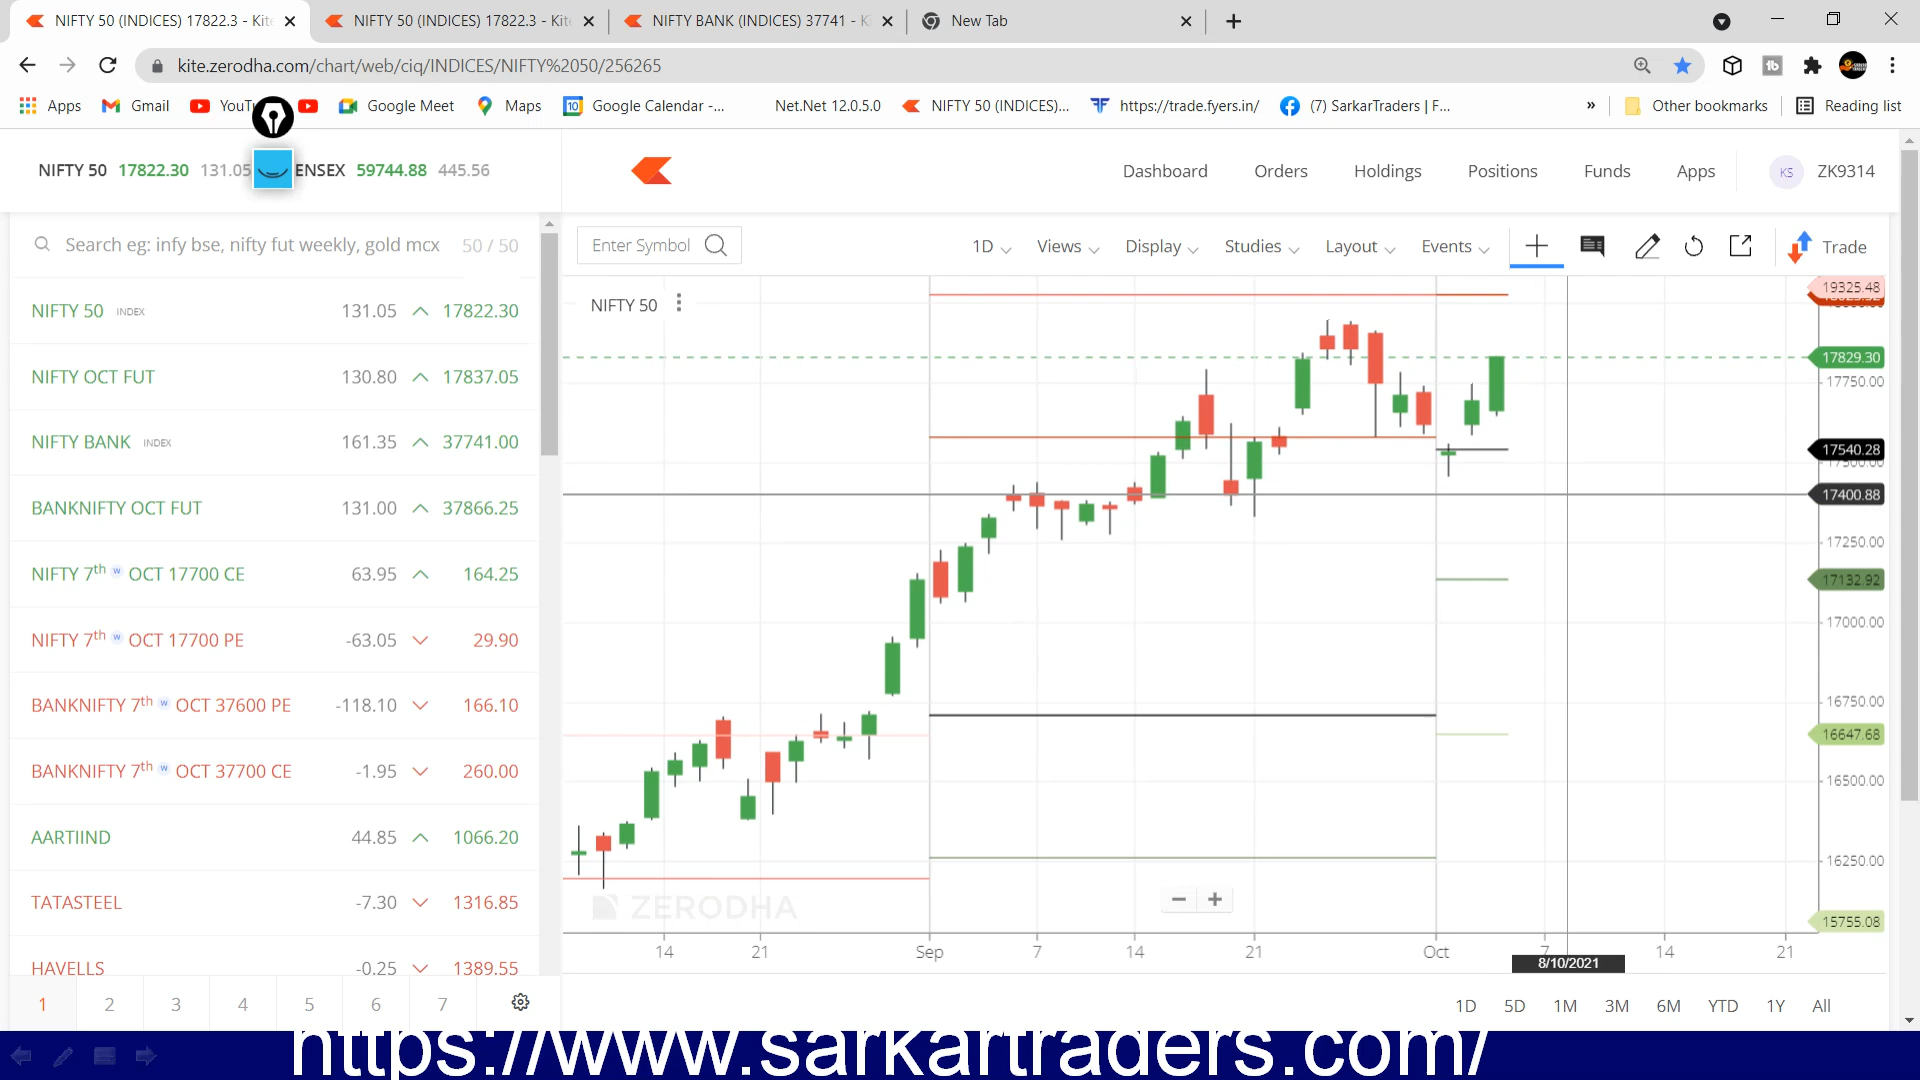 NIFTY 50 (INDICES) 17822.3 - Kite
NIFTY 50 (INDICES) 17822.3 - Kite
NIFTY BANK (INDICES) 37741 - K
New Tab
kite.zerodha.com/chart/web/ciq/INDICES/NIFTY%2050/256265
Apps
Gmail
YouTu
Google Meet
Maps
10
Google Calendar -...
Net.Net 12.0.5.0
NIFTY 50 (INDICES)...
https://trade.fyers.in/
(7) SarkarTraders | F...
»
Other bookmarks
Reading list
NIFTY 50 17822.30 131.05
ENSEX 59744.88 445.56
Dashboard
Orders
Holdings
Positions
Funds
Apps
KS
ZK9314
Search eg: infy bse, nifty fut weekly, gold mcx
50 / 50
NIFTY 50 INDEX 131.05 17822.30
NIFTY OCT FUT 130.80 17837.05
NIFTY BANK INDEX 161.35 37741.00
BANKNIFTY OCT FUT 131.00 37866.25
NIFTY 7th w OCT 17700 CE 63.95 164.25
NIFTY 7th w OCT 17700 PE -63.05 29.90
BANKNIFTY 7th w OCT 37600 PE -118.10 166.10
BANKNIFTY 7th w OCT 37700 CE -1.95 260.00
AARTIIND 44.85 1066.20
TATASTEEL -7.30 1316.85
HAVELLS -0.25 1389.55
1 2 3 4 5 6 7
Enter Symbol
1D
Views
Display
Studies
Layout
Events
Trade
NIFTY 50
19325.48
17829.30
17750.00
17540.28
17400.88
17250.00
17132.92
17000.00
16750.00
16647.68
16500.00
16250.00
15755.08
ZERODHA
14 21 Sep 7 14 21 Oct 7 14 21
8/10/2021
1D 5D 1M 3M 6M YTD 1Y All
https://www.sarkartraders.com/